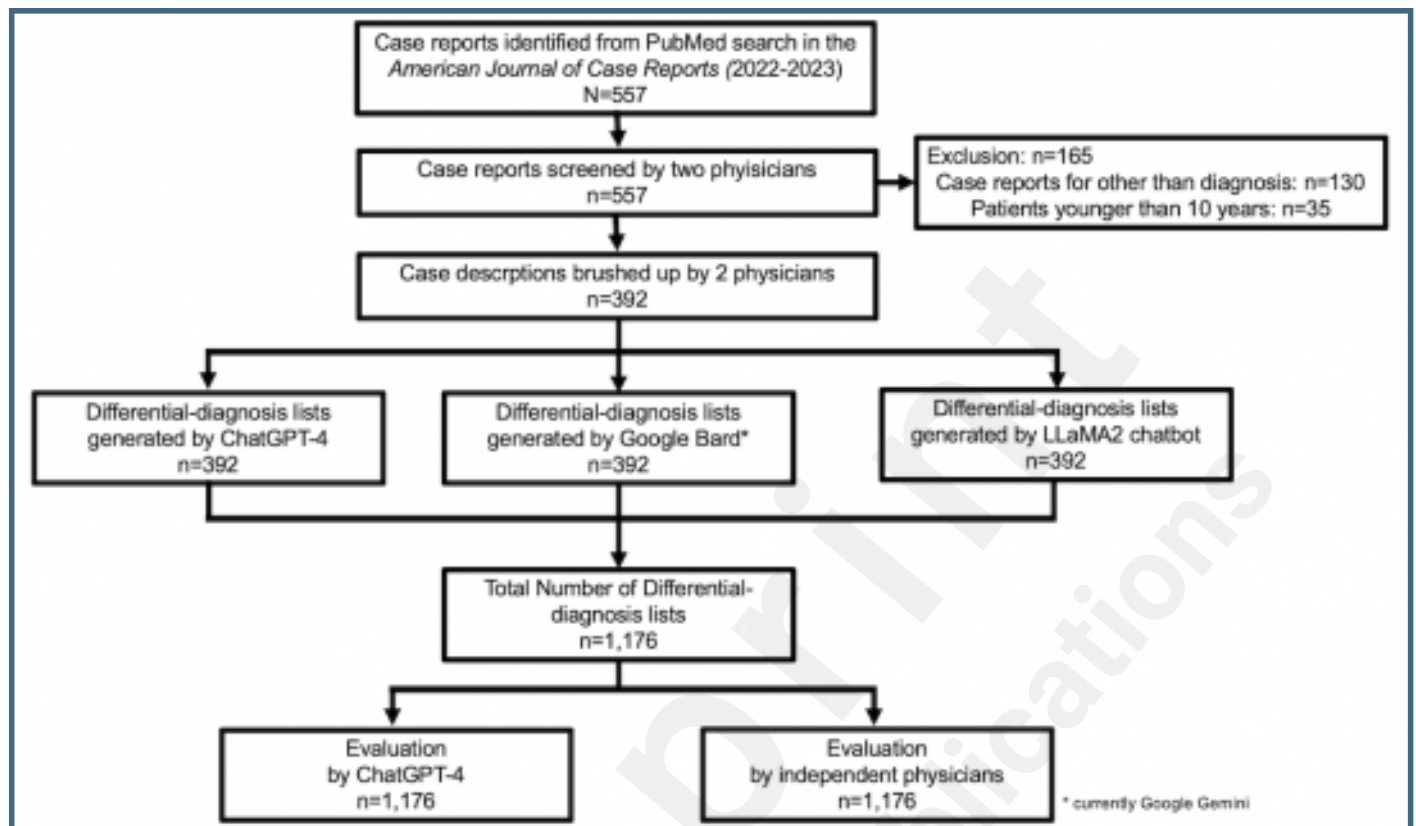 Case reports identified from PubMed search in the
American Journal of Case Reports (2022-2023)
N=557
Case reports screened by two phyisicians
n=557
Exclusion: n=165
Case reports for other than diagnosis: n=130
Patients younger than 10 years: n=35
Case descrptions brushed up by 2 physicians
n=392
Differential-diagnosis lists
generated by ChatGPT-4
n=392
Differential-diagnosis lists
generated by Google Bard*
n=392
Differential-diagnosis lists
generated by LLaMA2 chatbot
n=392
Total Number of Differential-
diagnosis lists
n=1,176
Evaluation
by ChatGPT-4
n=1,176
Evaluation
by independent physicians
n=1,176
* currently Google Gemini
print